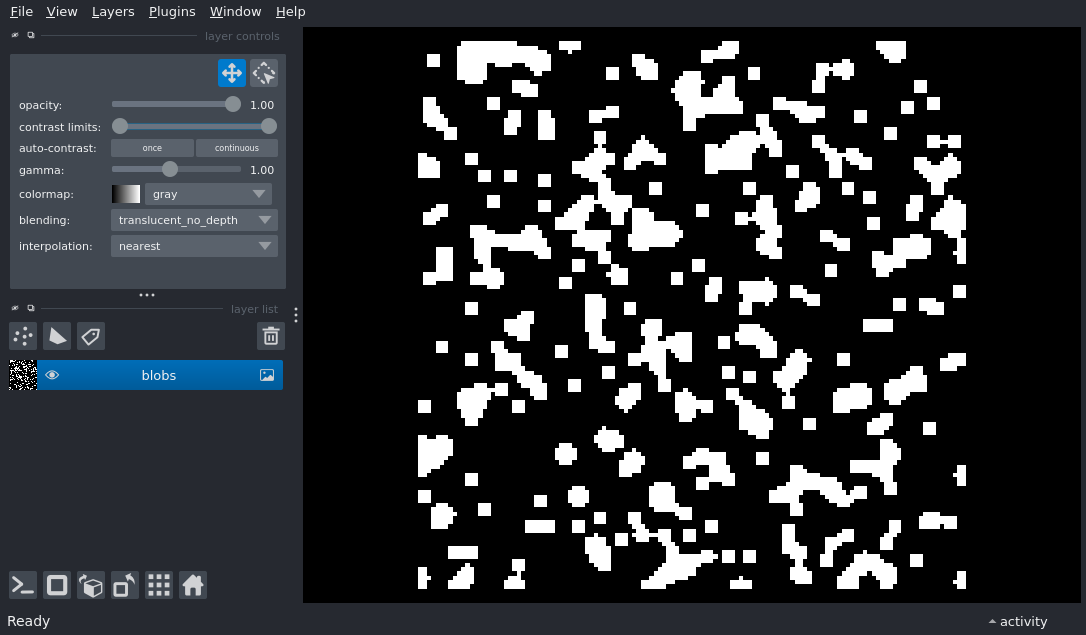 File View Layers Plugins Window Help
layer controls
opacity: 1.00
contrast limits:
auto-contrast: once continuous
gamma: 1.00
colormap: gray
blending: translucent_no_depth
interpolation: nearest
layer list
blobs
Ready
activity